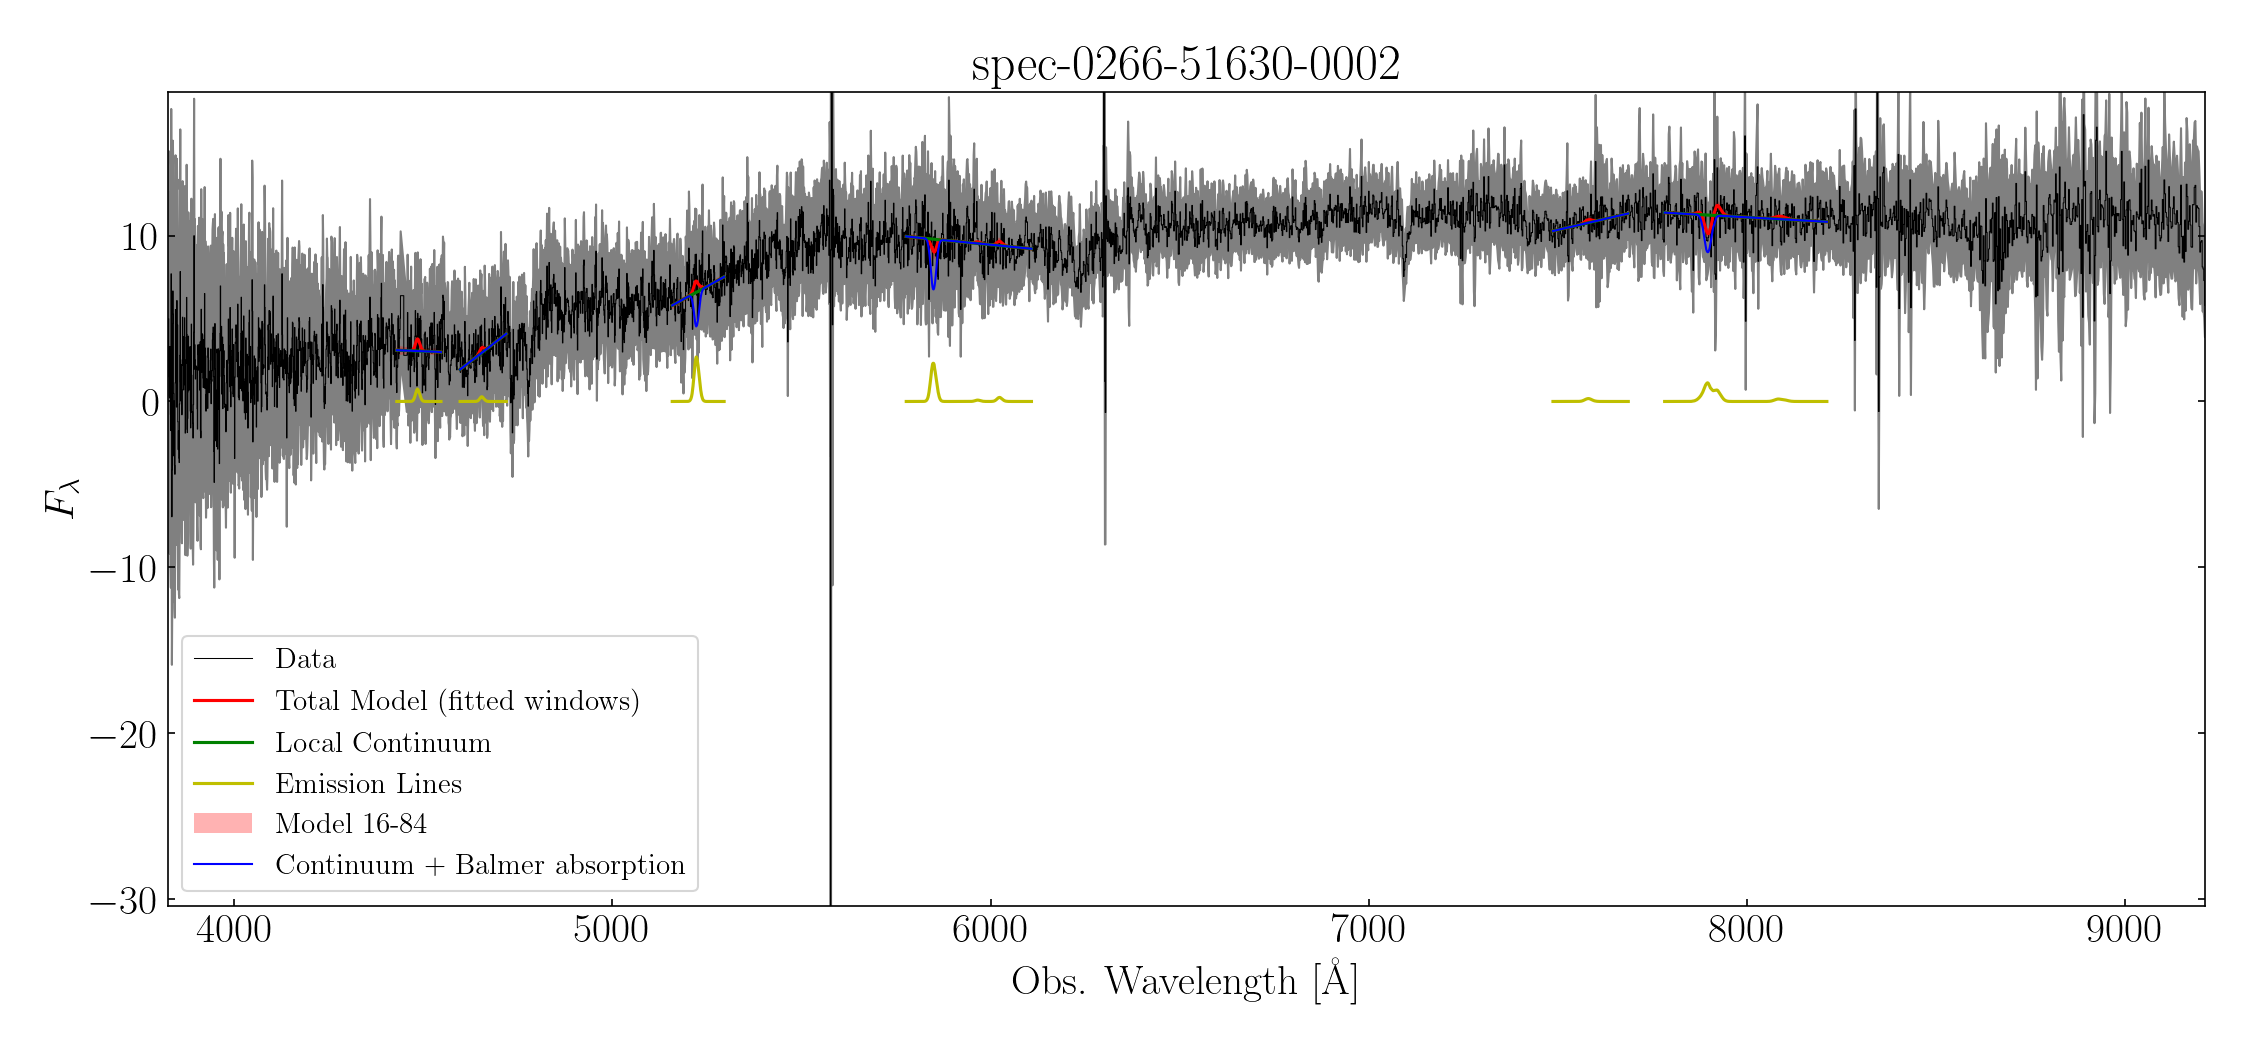 spec-0266-51630-0002
10
0
−10
−20
−30
F_λ
Data
Total Model (fitted windows)
Local Continuum
Emission Lines
Model 16-84
Continuum + Balmer absorption
4000 5000 6000 7000 8000 9000
Obs. Wavelength [Å]